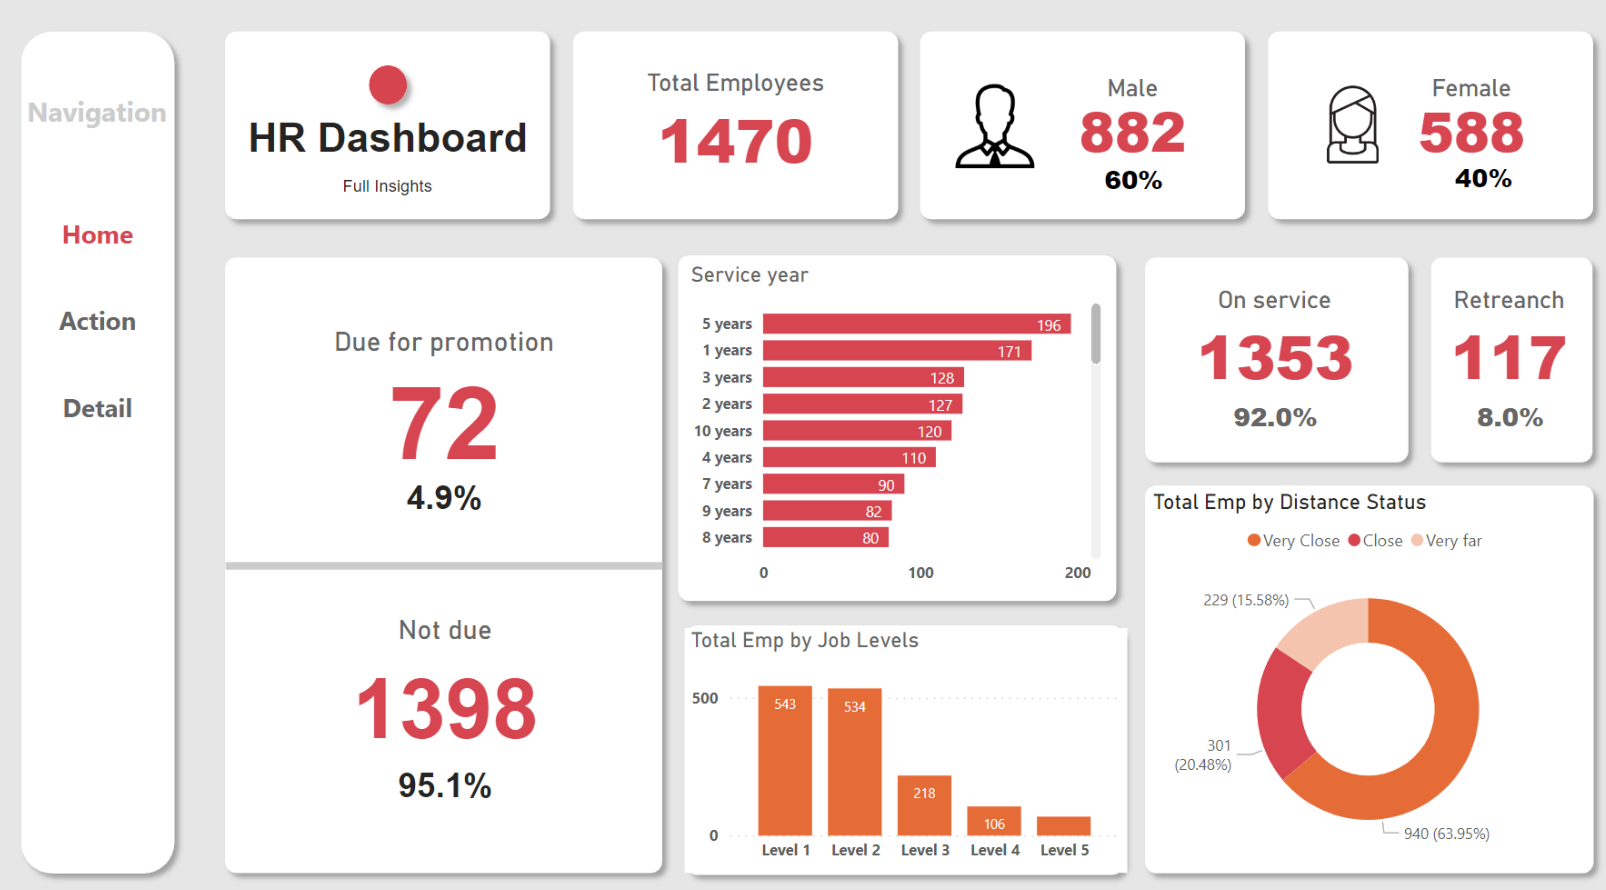 Navigation
Home
Action
Detail
HR Dashboard
Full Insights
Total Employees
1470
Male
882
60%
Female
588
40%
Due for promotion
72
4.9%
Not due
1398
95.1%
Service year
5 years 196
1 years 171
3 years 128
2 years 127
10 years 120
4 years 110
7 years 90
9 years 82
8 years 80
0 100 200
Total Emp by Job Levels
500
543 534 218 106
0
Level 1 Level 2 Level 3 Level 4 Level 5
On service
1353
92.0%
Retreanch
117
8.0%
Total Emp by Distance Status
Very Close Close Very far
229 (15.58%)
301
(20.48%)
940 (63.95%)